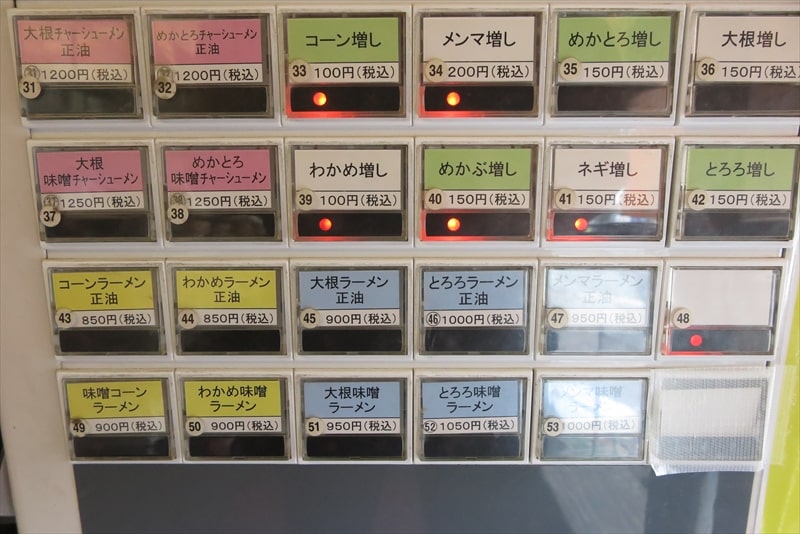 大根チャーシューメン
正油
1200円(税込)
31
めかとろチャーシューメン
正油
1200円(税込)
32
コーン増し
33 100円(税込)
メンマ増し
34 200円(税込)
めかとろ増し
35 150円(税込)
大根増し
36 150円(税込)
大根
味噌チャーシューメン
1250円(税込)
37
めかとろ
味噌チャーシューメン
1250円(税込)
38
わかめ増し
39 100円(税込)
めかぶ増し
40 150円(税込)
ネギ増し
41 150円(税込)
とろろ増し
42 150円(税込)
コーンラーメン
正油
43 850円(税込)
わかめラーメン
正油
44 850円(税込)
大根ラーメン
正油
45 900円(税込)
とろろラーメン
正油
46 1000円(税込)
メンマラーメン
正油
47 950円(税込)
48
味噌コーン
ラーメン
49 900円(税込)
わかめ味噌
ラーメン
50 900円(税込)
大根味噌
ラーメン
51 950円(税込)
とろろ味噌
ラーメン
52 1050円(税込)
メンマ味噌
53 1000円(税込)